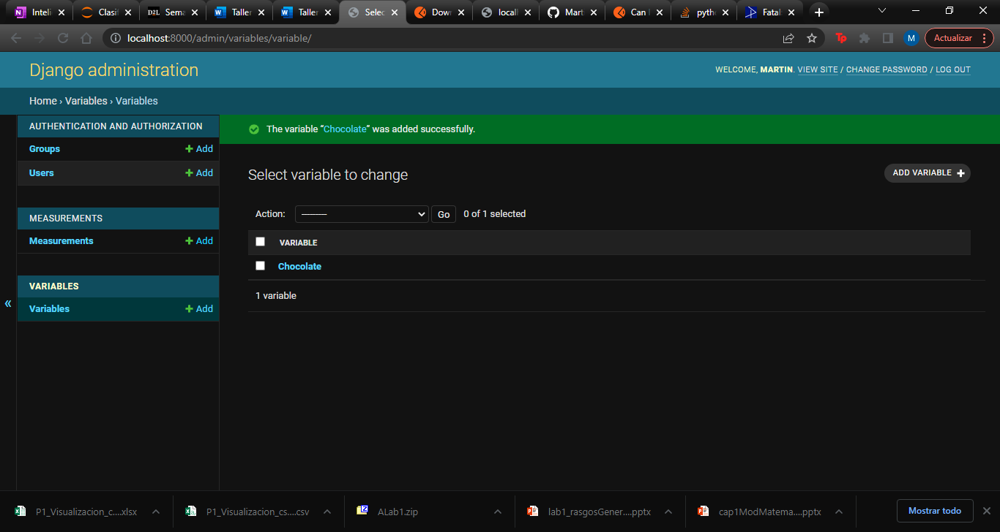 Inteli Clasif D2L Sema Taller Taller Selec Down locall Mart Can I pyth Fatal
localhost:8000/admin/variables/variable/ Tp M Actualizar
Django administration
WELCOME, MARTIN. VIEW SITE / CHANGE PASSWORD / LOG OUT
Home › Variables › Variables
AUTHENTICATION AND AUTHORIZATION
Groups + Add
Users + Add
MEASUREMENTS
Measurements + Add
VARIABLES
Variables + Add
«
The variable “Chocolate” was added successfully.
Select variable to change
ADD VARIABLE +
Action: --------- Go 0 of 1 selected
VARIABLE
Chocolate
1 variable
P1_Visualizacion_c....xlsx P1_Visualizacion_cs....csv ALab1.zip lab1_rasgosGener....pptx cap1ModMatema....pptx Mostrar todo